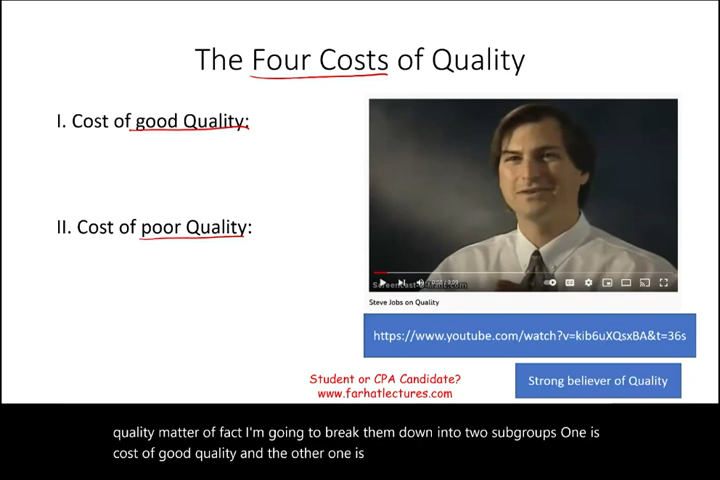 The Four Costs of Quality
I. Cost of good Quality:
II. Cost of poor Quality:
Steve Jobs on Quality
https://www.youtube.com/watch?v=kib6uXQsxBA&t=36s
Strong believer of Quality
Student or CPA Candidate?
www.farhatlectures.com
quality matter of fact I'm going to break them down into two subgroups One is
cost of good quality and the other one is